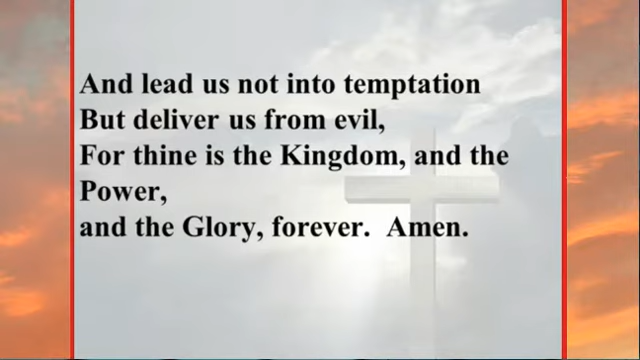 And lead us not into temptation
But deliver us from evil,
For thine is the Kingdom, and the
Power,
and the Glory, forever.  Amen.